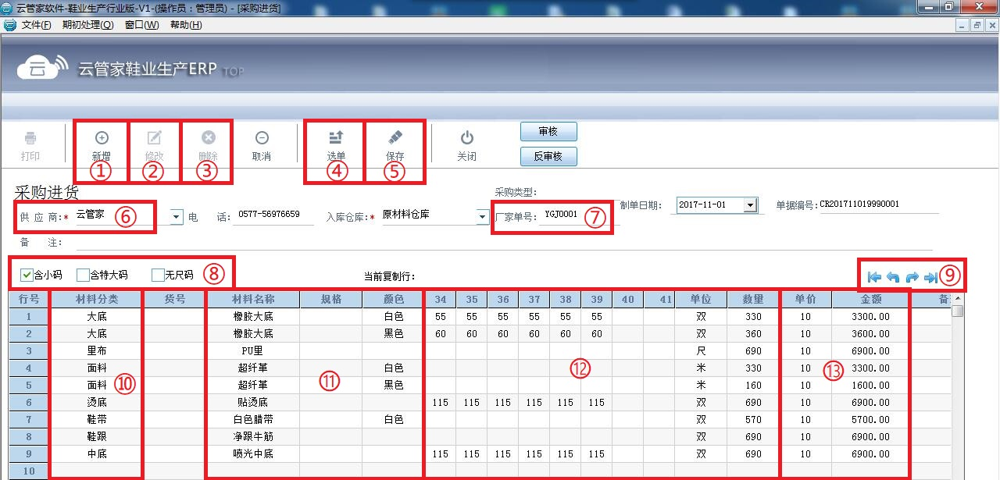 云管家软件-鞋业生产行业版-V1-(操作员：管理员) - [采购进货]
文件(F) 期初处理(Q) 窗口(W) 帮助(H)
云 云管家鞋业生产ERP TOP
打印 新增 修改 删除 取消 选单 保存 关闭 审核
① ② ③ ④ ⑤ 反审核
采购进货 采购类型:
供 应 商:* 云管家 ⑥ 电 话: 0577-56976659 入库仓库:* 原材料仓库 厂家单号: YGJ0001 ⑦ 制单日期: 2017-11-01 单据编号: CR201711019990001
备 注:
含小码 含特大码 无尺码 ⑧ 当前复制行: ⑨
行号 材料分类 货号 材料名称 规格 颜色 34 35 36 37 38 39 40 41 单位 数量 单价 金额 备
1 大底 橡胶大底 白色 55 55 55 55 55 55 双 330 10 3300.00
2 大底 橡胶大底 黑色 60 60 60 60 60 60 双 360 10 3600.00
3 里布 PU里 尺 690 10 6900.00
4 面料 超纤革 白色 ⑫ 米 330 10 ⑬ 3300.00
5 面料 ⑩ 超纤革 ⑪ 黑色 米 160 10 1600.00
6 烫底 贴烫底 115 115 115 115 115 115 双 690 10 6900.00
7 鞋带 白色腊带 白色 双 570 10 5700.00
8 鞋跟 净跟牛筋 双 690 10 6900.00
9 中底 喷光中底 115 115 115 115 115 115 双 690 10 6900.00
10